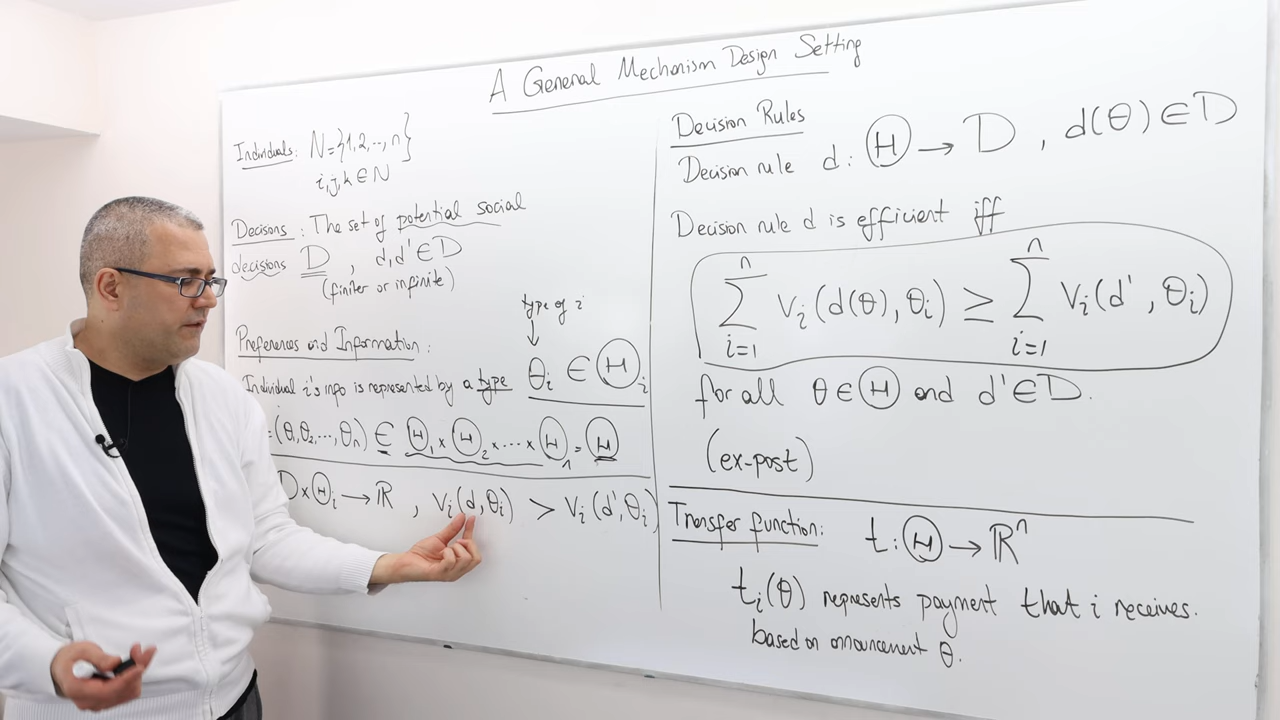 A General Mechanism Design Setting
Individuals: N={1,2,..,n}
i,j,k ∈ N
Decisions: The set of potential social
decisions D , d,d' ∈ D
(finite or infinite)
type of i
↓
Preferences and Information:
Individual i's info is represented by a type θi ∈ Θi
=(θ1,θ2,...,θn) ∈ Θ1 × Θ2 × ... × Θn = Θ
D×Θi → ℝ , vi(d,θi) > vi(d',θi)
Decision Rules
Decision rule d: Θ → D , d(θ) ∈ D
Decision rule d is efficient iff
∑_{i=1}^{n} vi(d(θ),θi) ≥ ∑_{i=1}^{n} vi(d',θi)
for all θ ∈ Θ and d' ∈ D.
(ex-post)
Transfer function: t: Θ → ℝ^n
ti(θ) represents payment that i receives.
based on announcement θ.